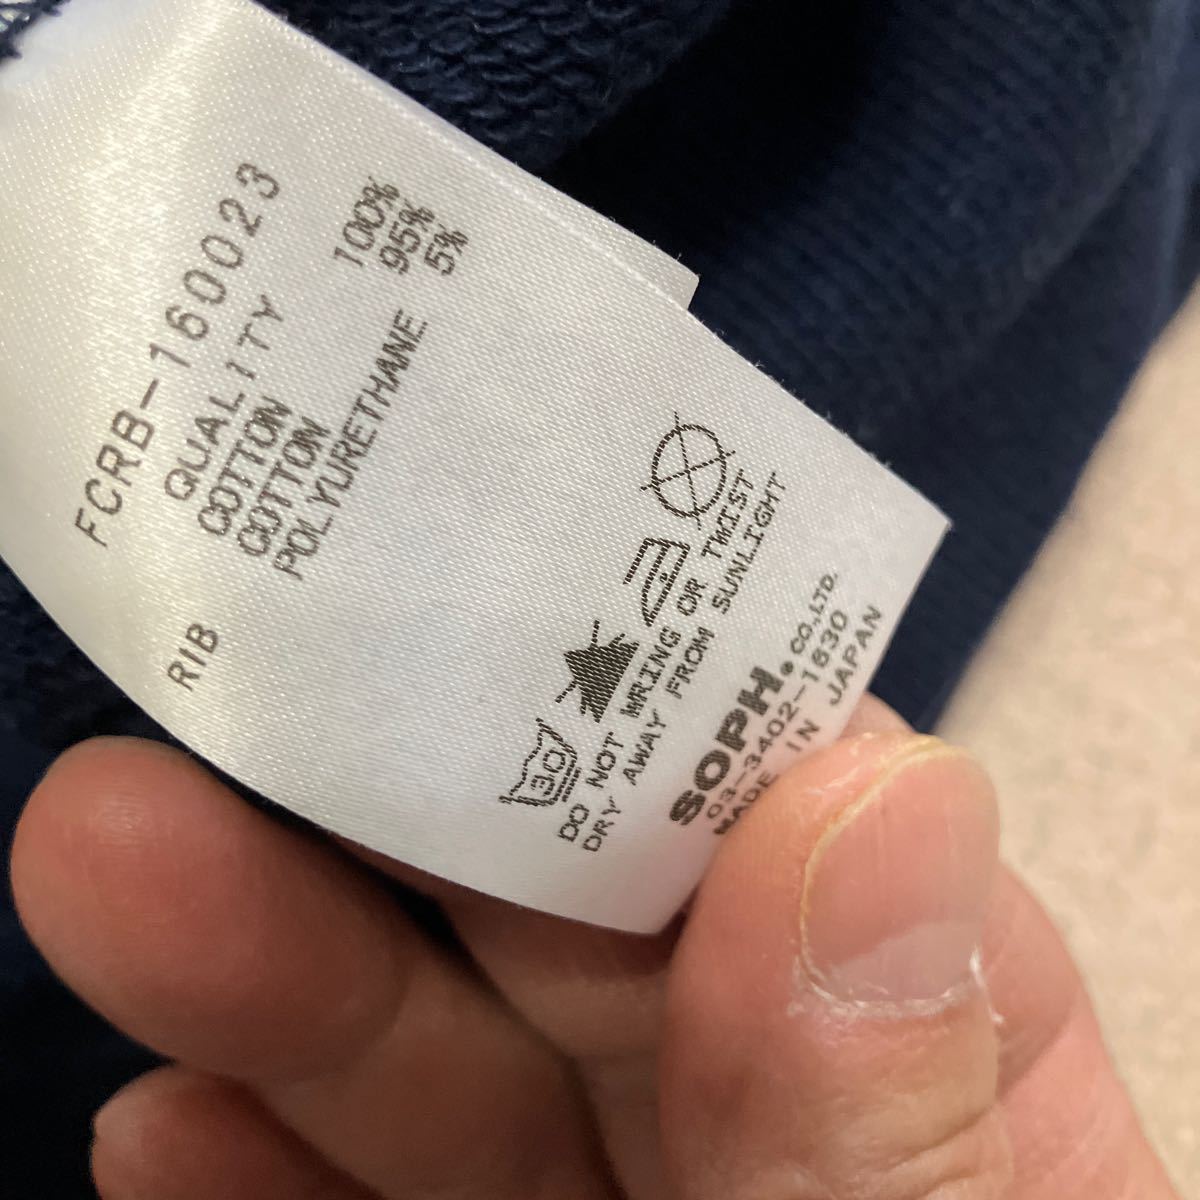 FCRB-160023
QUALITY
COTTON 100%
RIB COTTON 95%
POLYURETHANE 5%
30
DO NOT WRING OR TWIST
DRY AWAY FROM SUNLIGHT
SOPH. CO.,LTD.
03-3402-1830
MADE IN JAPAN